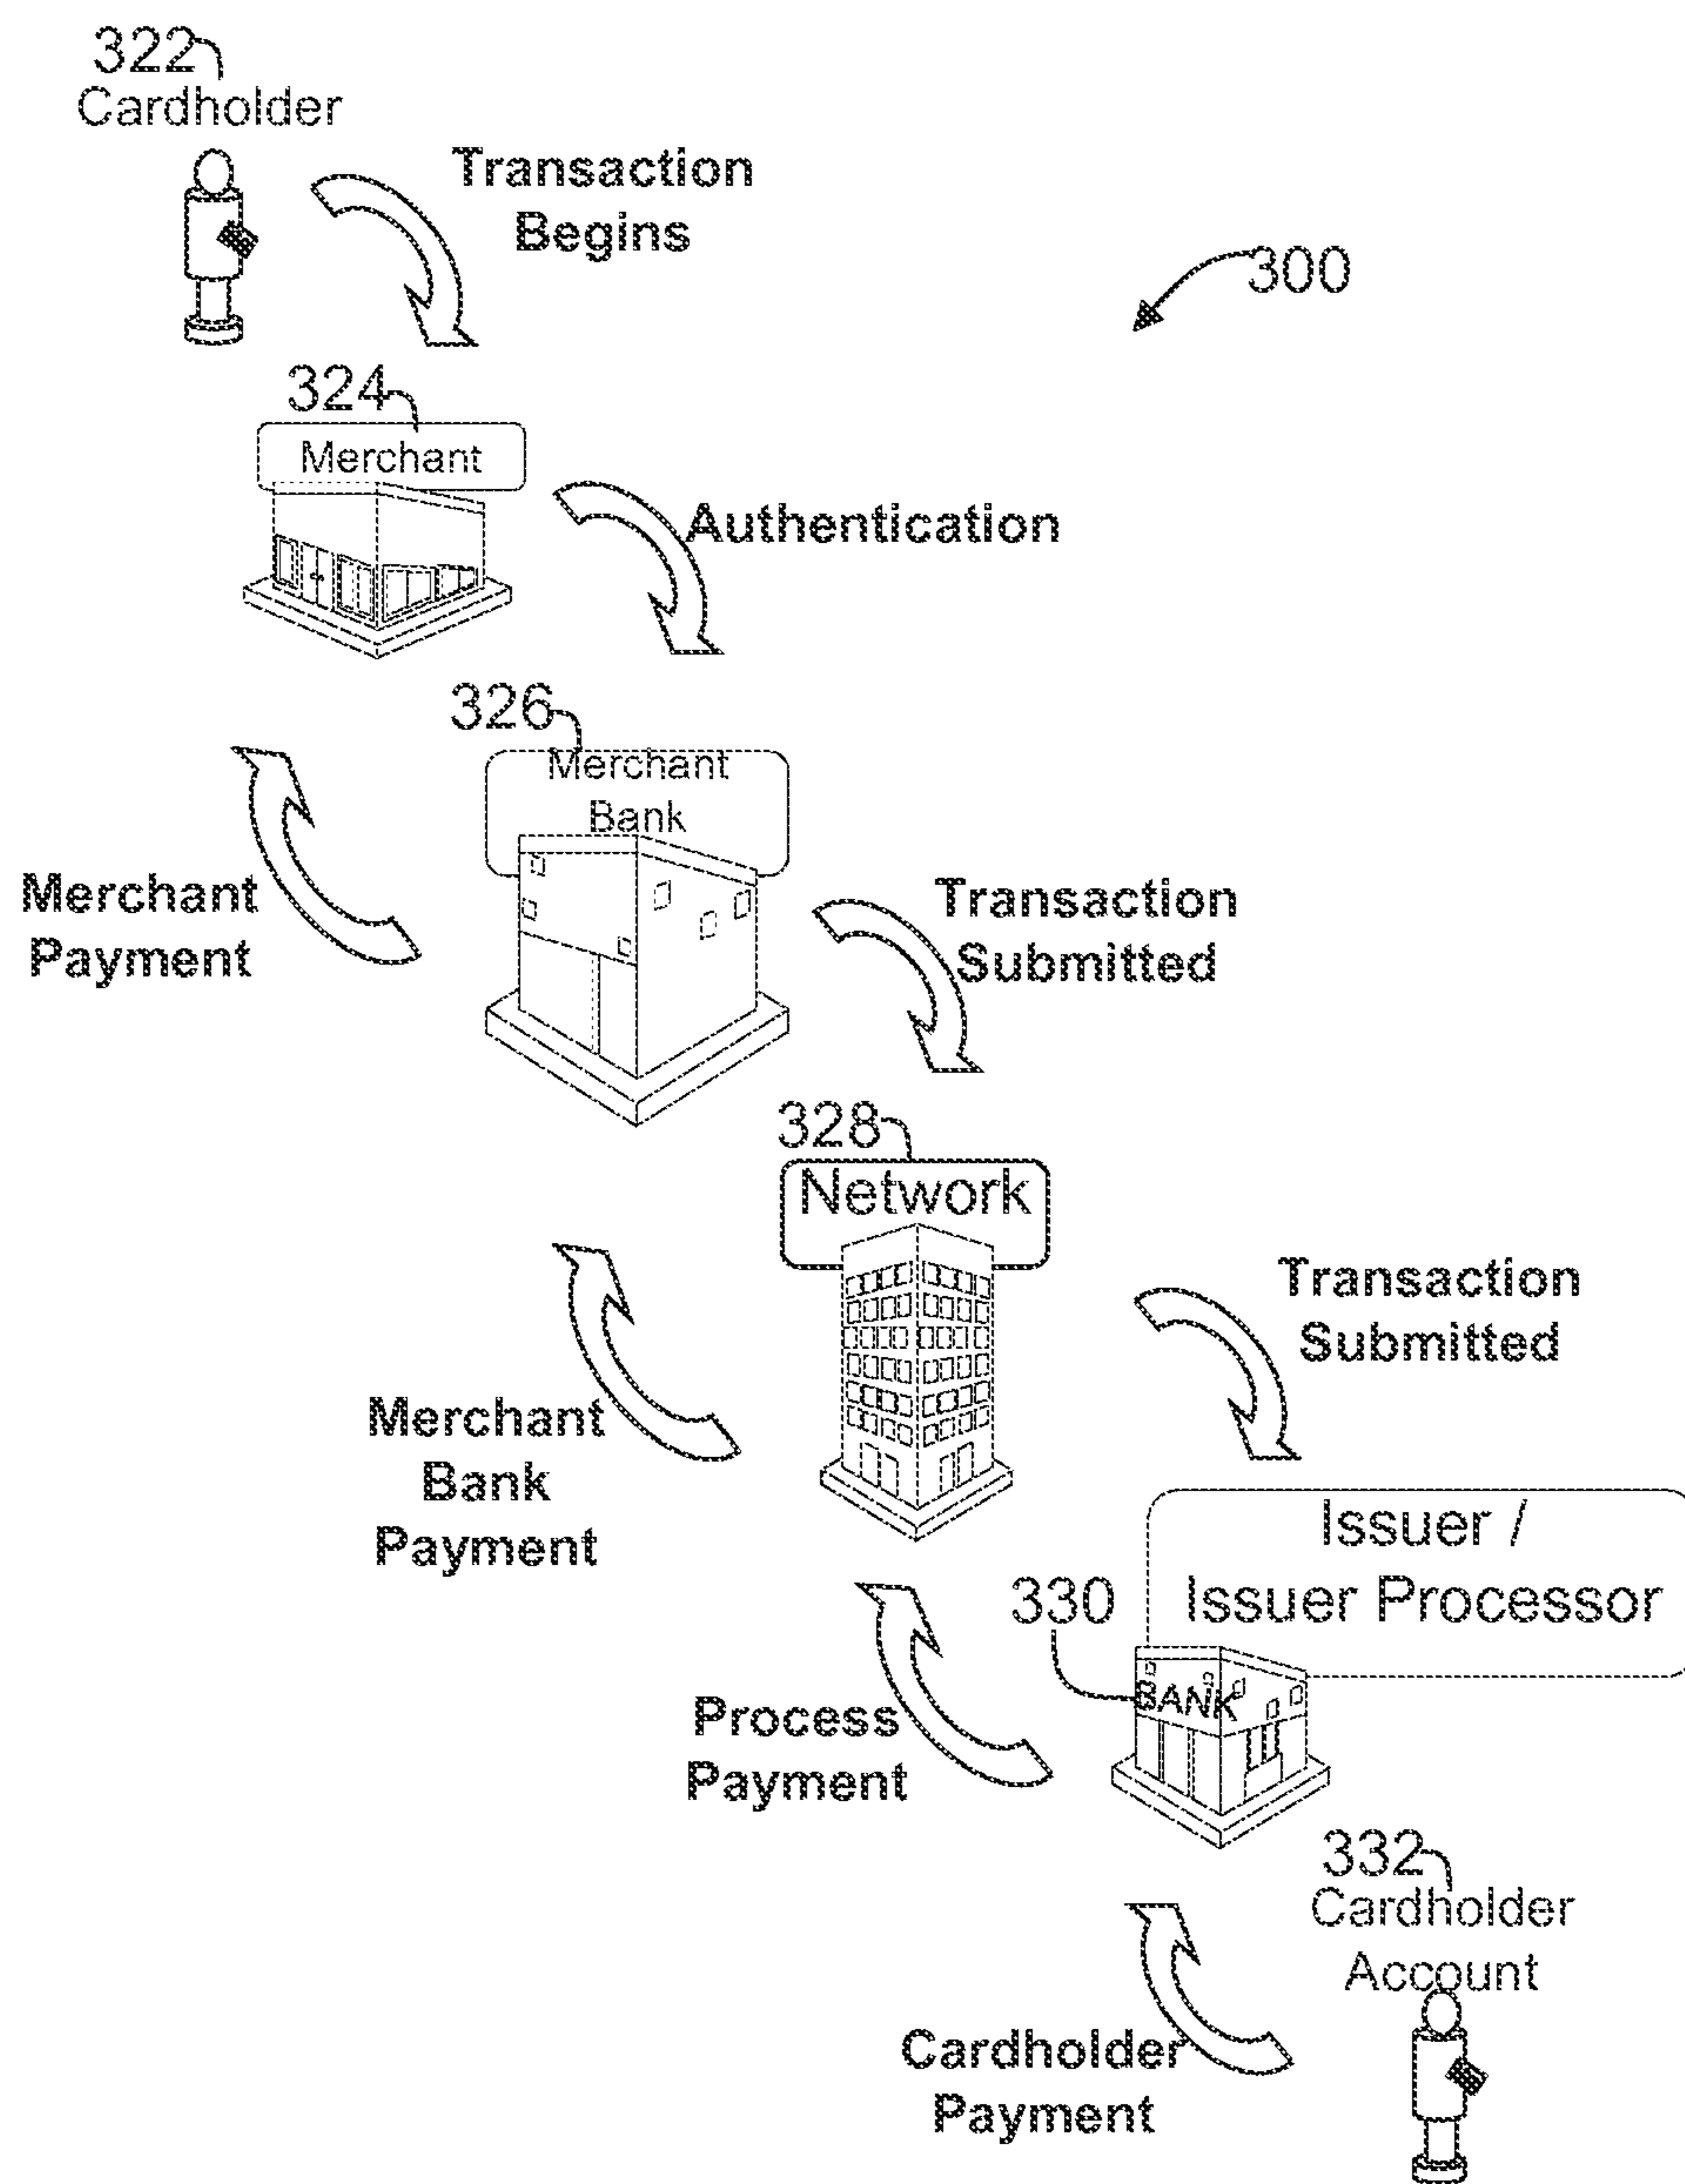 322
Cardholder
Transaction
Begins
300
324
Merchant
Authentication
326
Merchant
Bank
Merchant
Payment
Transaction
Submitted
328
Network
Transaction
Submitted
Merchant
Bank
Payment
Issuer /
Issuer Processor
330
BANK
Process
Payment
332
Cardholder
Account
Cardholder
Payment